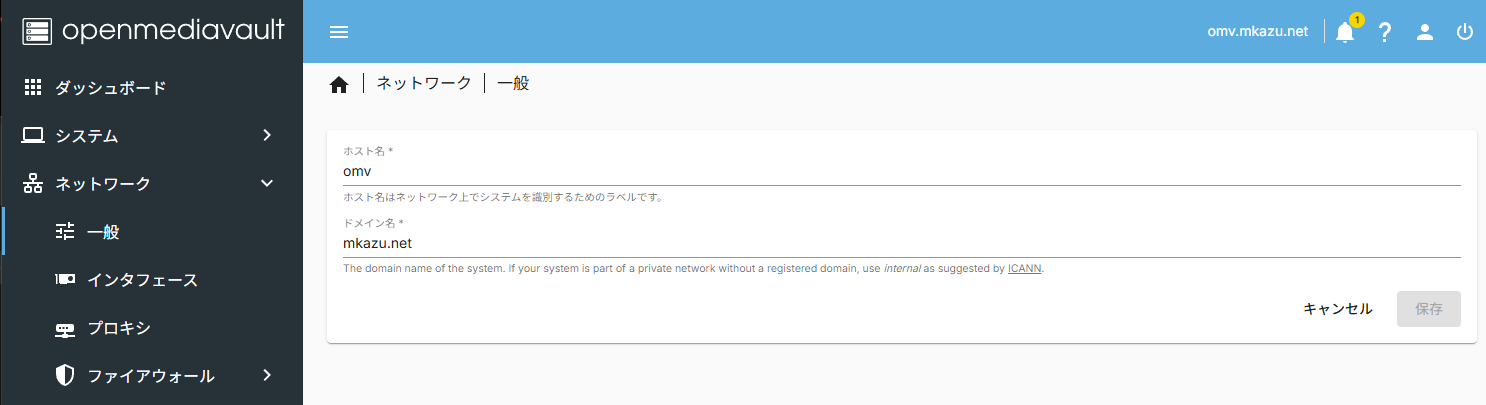 openmediavault
omv.mkazu.net
1
ダッシュボード
システム
ネットワーク
一般
インタフェース
プロキシ
ファイアウォール
ネットワーク 一般
ホスト名 *
omv
ホスト名はネットワーク上でシステムを識別するためのラベルです。
ドメイン名 *
mkazu.net
The domain name of the system. If your system is part of a private network without a registered domain, use internal as suggested by ICANN.
キャンセル 保存